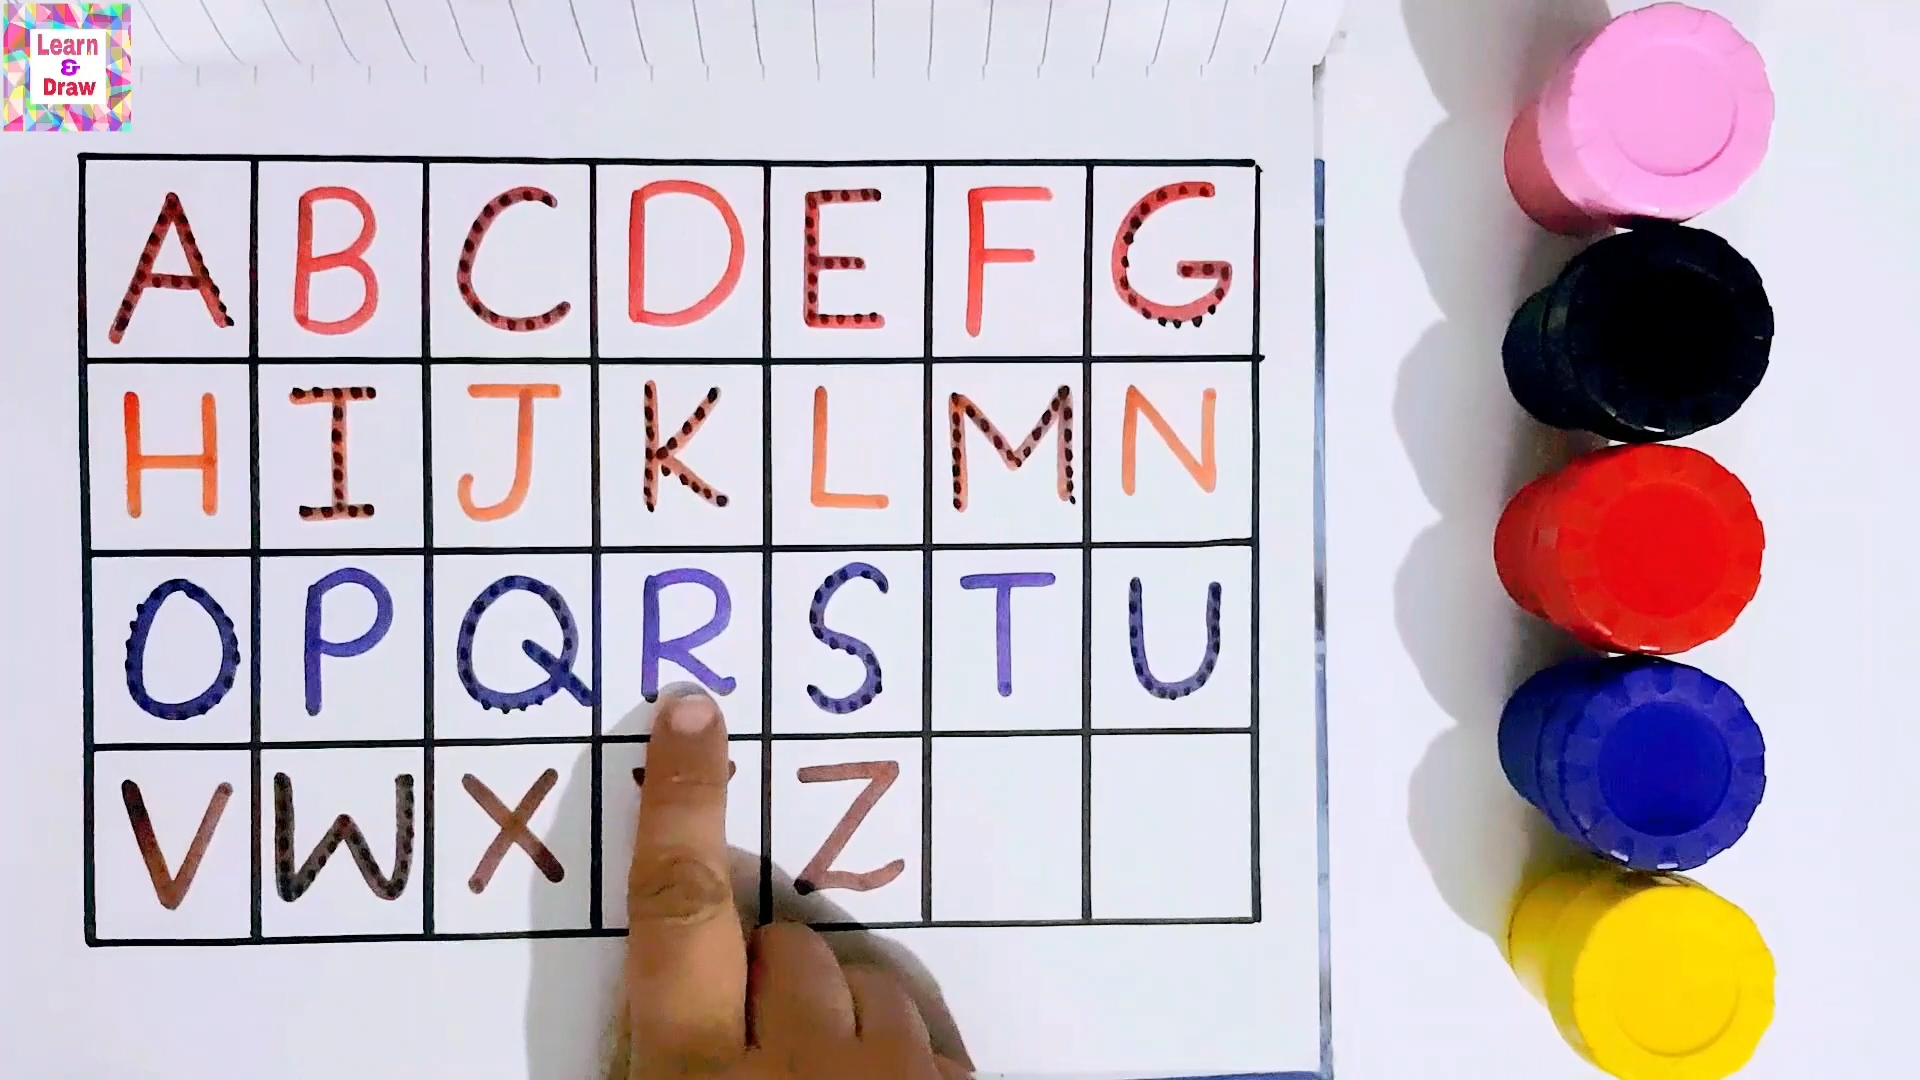 Learn
&
Draw
A B C D E F G
H I J K L M N
O P Q R S T U
V W X Z